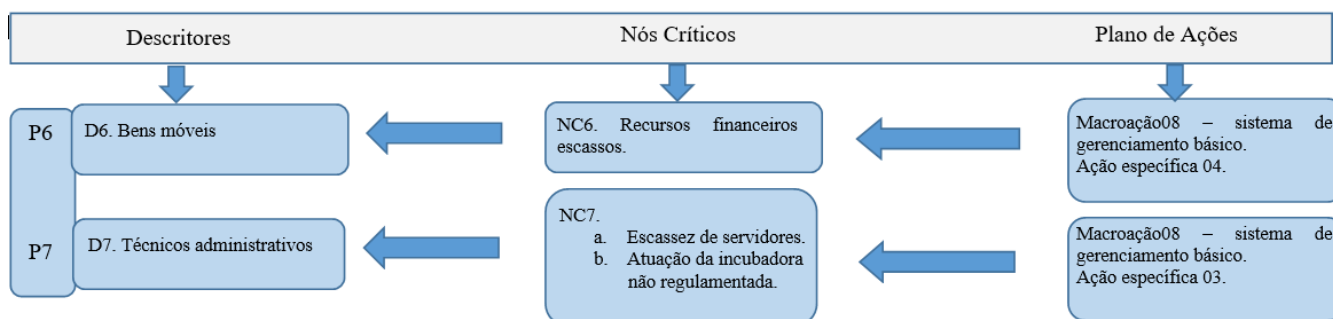 Descritores
Nós Críticos
Plano de Ações
P6
D6. Bens móveis
NC6. Recursos financeiros
escassos.
Macroação08 – sistema de
gerenciamento básico.
Ação específica 04.
P7
D7. Técnicos administrativos
NC7.
a. Escassez de servidores.
b. Atuação da incubadora
não regulamentada.
Macroação08 – sistema de
gerenciamento básico.
Ação específica 03.